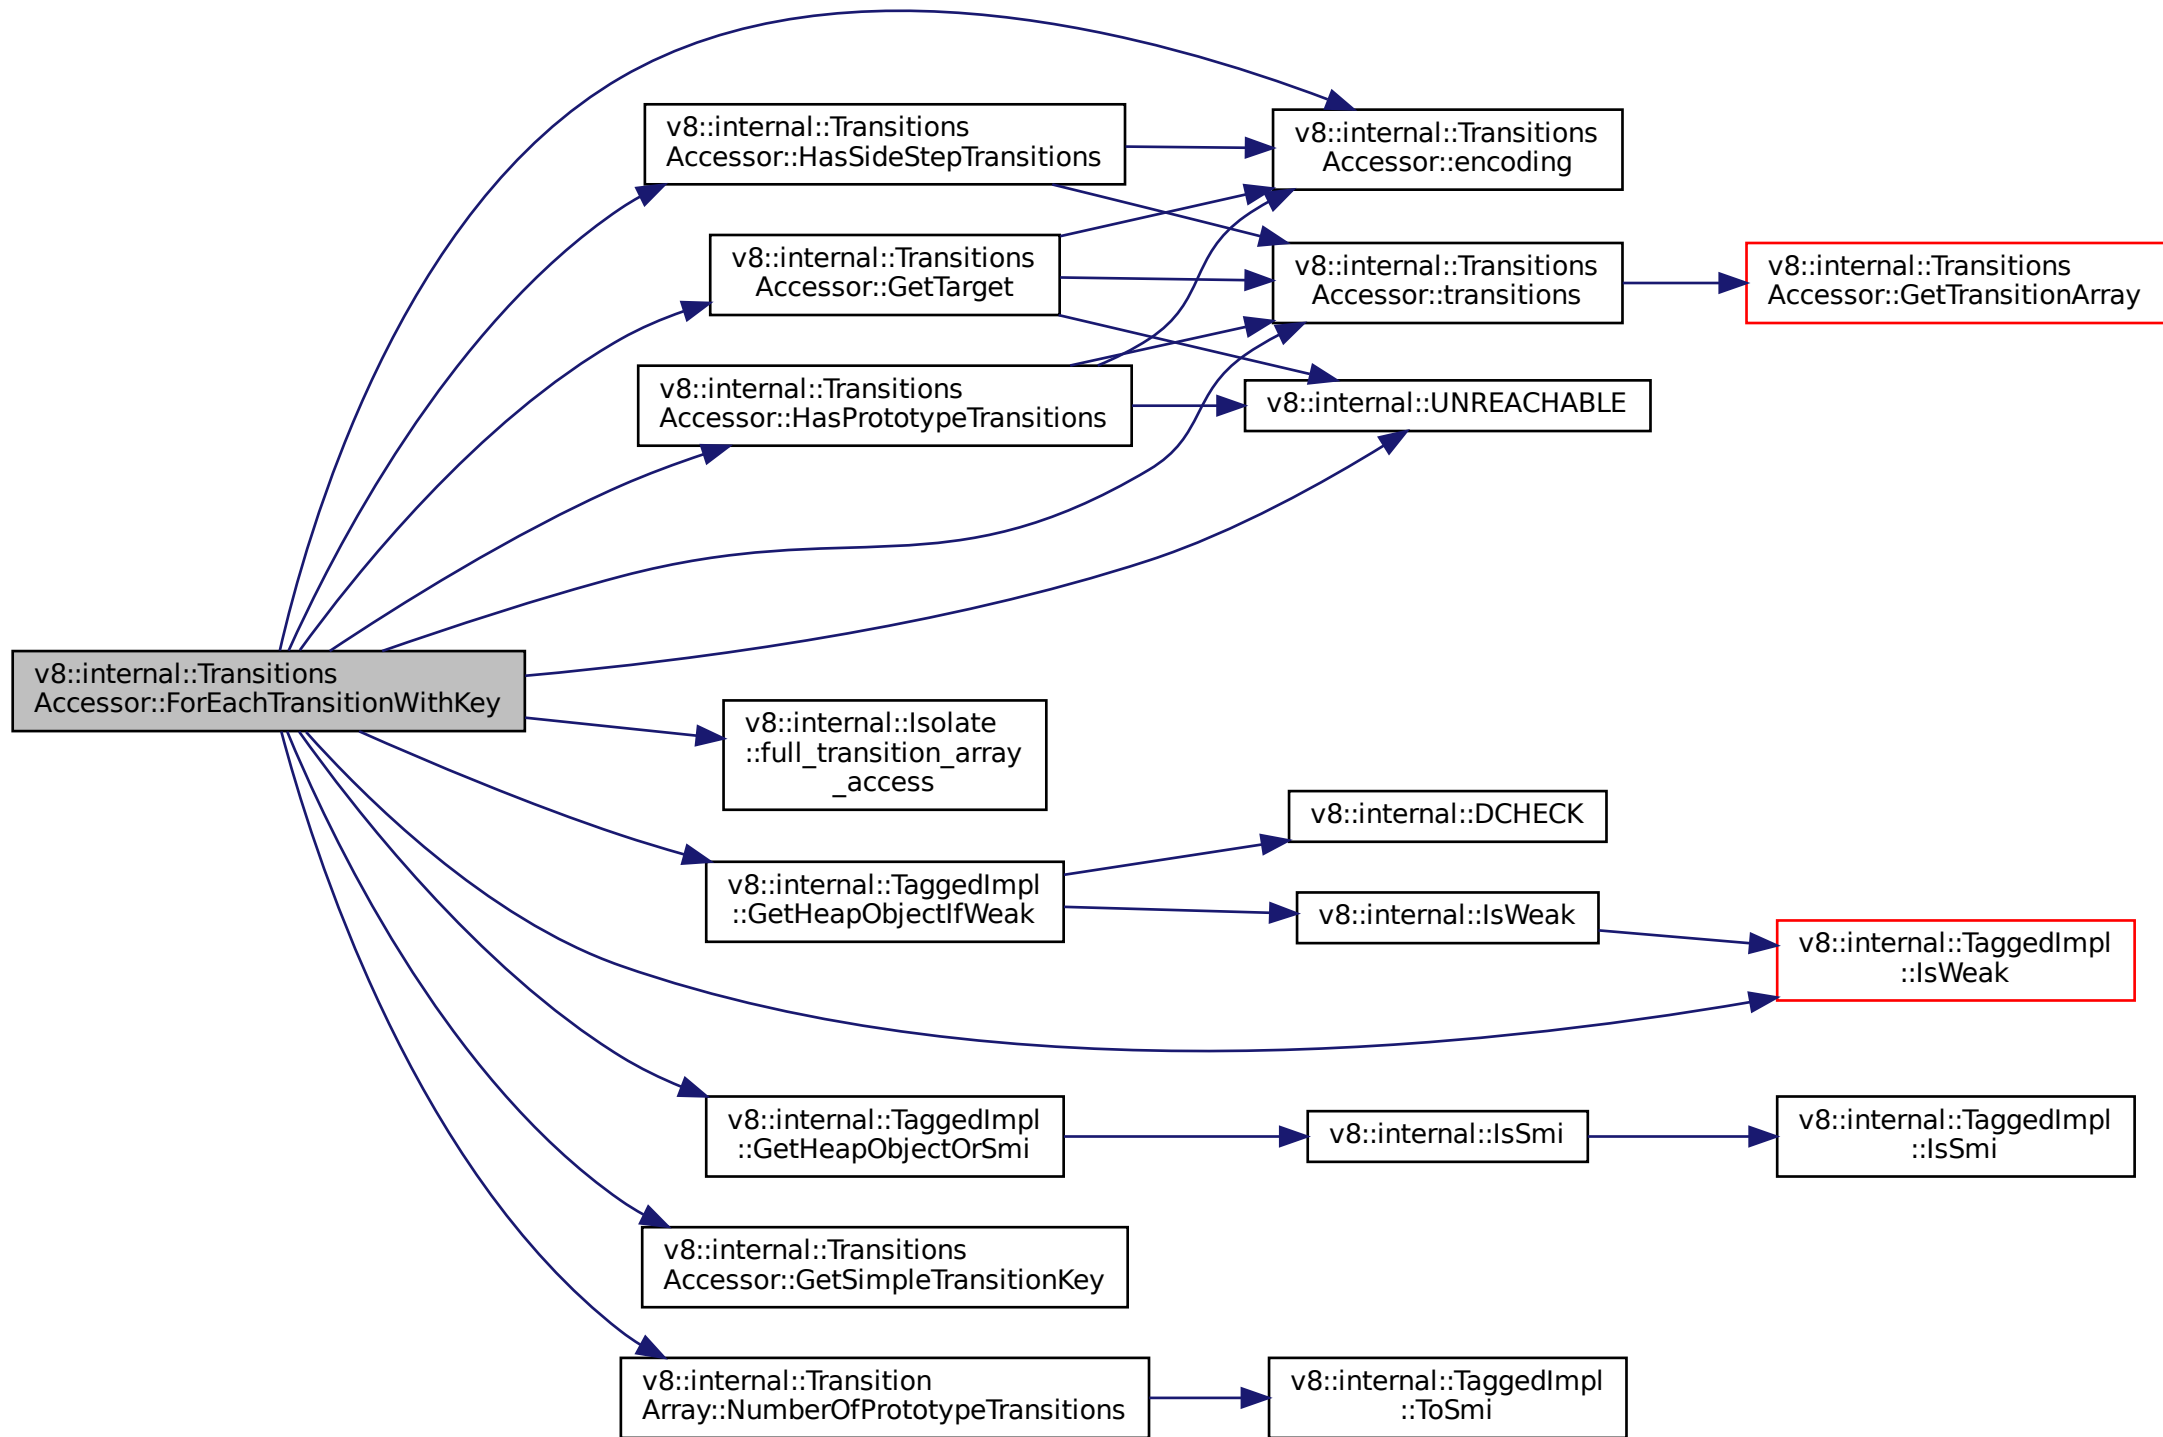 v8::internal::Transitions
Accessor::ForEachTransitionWithKey
v8::internal::Transitions
Accessor::HasSideStepTransitions
v8::internal::Transitions
Accessor::GetTarget
v8::internal::Transitions
Accessor::HasPrototypeTransitions
v8::internal::Transitions
Accessor::encoding
v8::internal::Transitions
Accessor::transitions
v8::internal::Transitions
Accessor::GetTransitionArray
v8::internal::UNREACHABLE
v8::internal::Isolate
::full_transition_array
_access
v8::internal::TaggedImpl
::GetHeapObjectIfWeak
v8::internal::DCHECK
v8::internal::IsWeak
v8::internal::TaggedImpl
::IsWeak
v8::internal::TaggedImpl
::GetHeapObjectOrSmi
v8::internal::IsSmi
v8::internal::TaggedImpl
::IsSmi
v8::internal::Transitions
Accessor::GetSimpleTransitionKey
v8::internal::Transition
Array::NumberOfPrototypeTransitions
v8::internal::TaggedImpl
::ToSmi